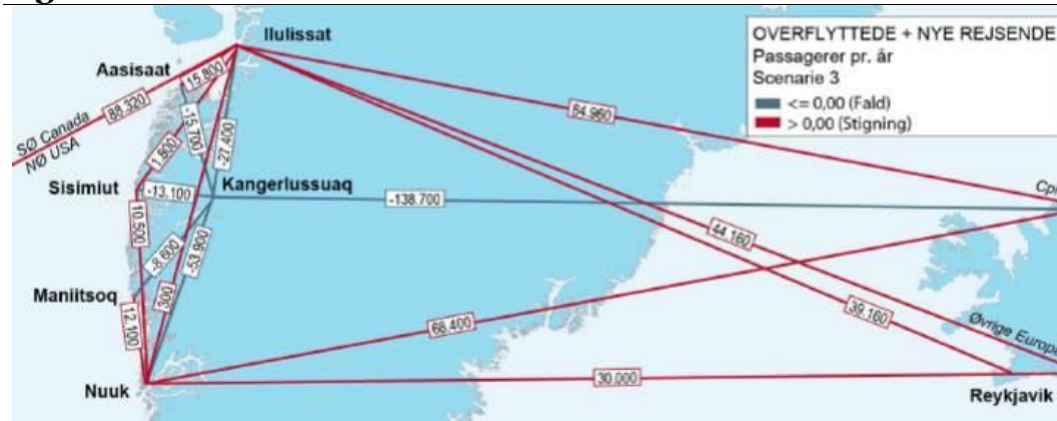 Ilulissat
OVERFLYTTEDE + NYE REJSENDE
Passagerer pr. år
Scenarie 3
<= 0,00 (Fald)
> 0,00 (Stigning)
Aasisaat
15.800
88.320
84.960
SØ Canada
NØ USA
-15.700
-27.400
1.800
Sisimiut
-13.100
Kangerlussuaq
-138.700
10.500
44.160
-8.600
-53.900
Maniitsoq
300
12.100
68.400
39.160
Øvrige Europa
Nuuk
30.000
Reykjavik